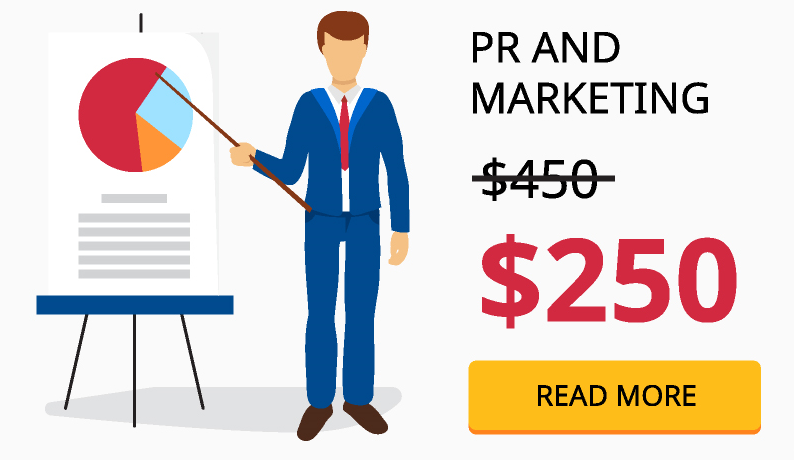 PR AND
MARKETING
$450
$250
READ MORE